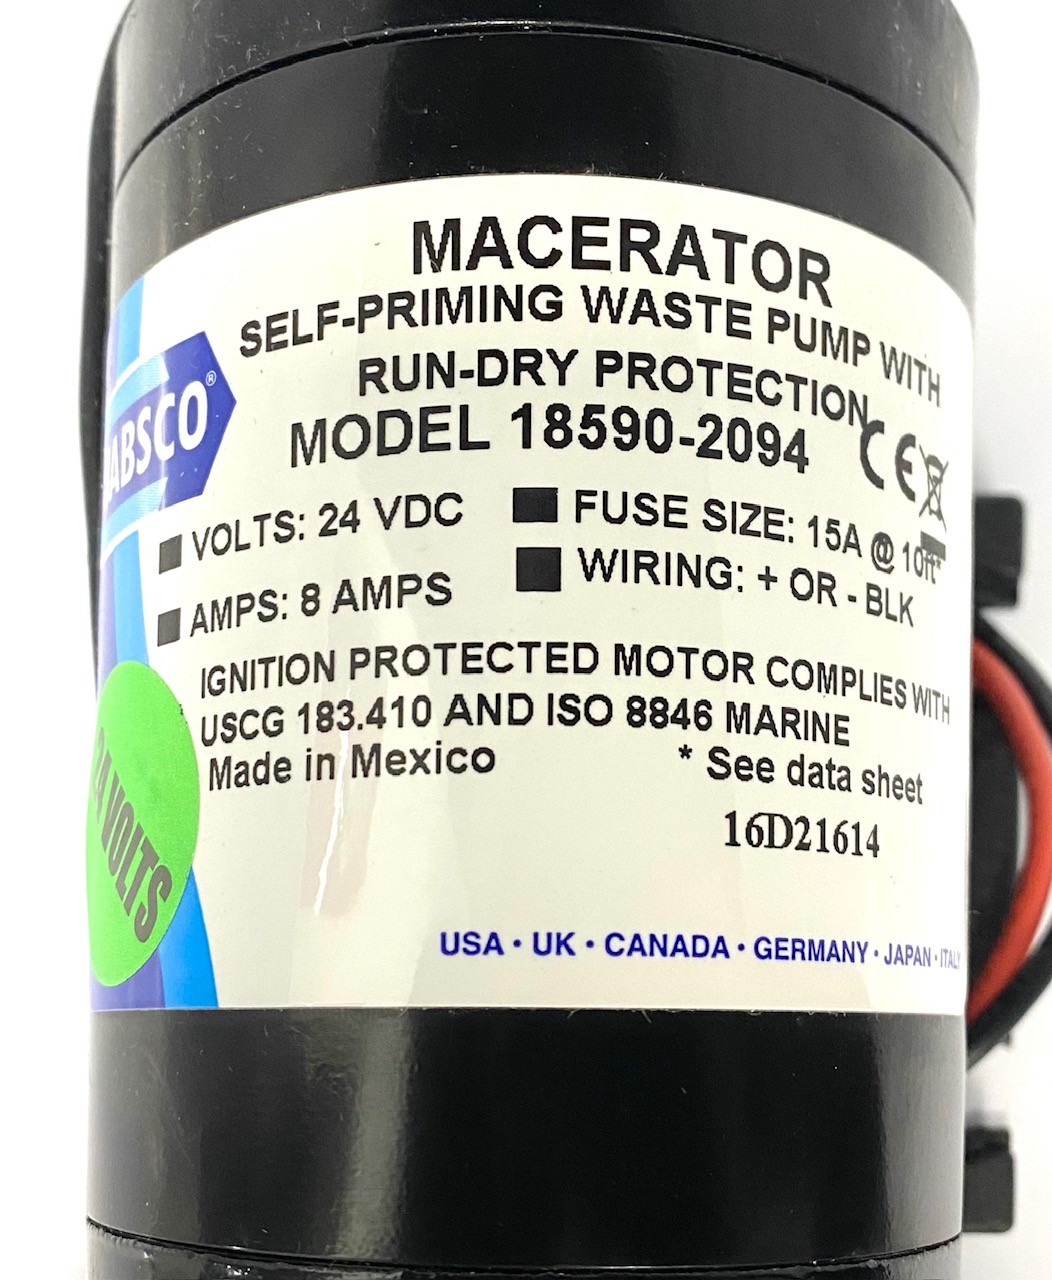 MACERATOR
SELF-PRIMING WASTE PUMP WITH
RUN-DRY PROTECTION
MODEL 18590-2094
CE
ABSCO®
VOLTS: 24 VDC
FUSE SIZE: 15A @ 10ft*
AMPS: 8 AMPS
WIRING: + OR - BLK
IGNITION PROTECTED MOTOR COMPLIES WITH
USCG 183.410 AND ISO 8846 MARINE
Made in Mexico
* See data sheet
16D21614
24 VOLTS
USA • UK • CANADA • GERMANY • JAPAN • ITALY